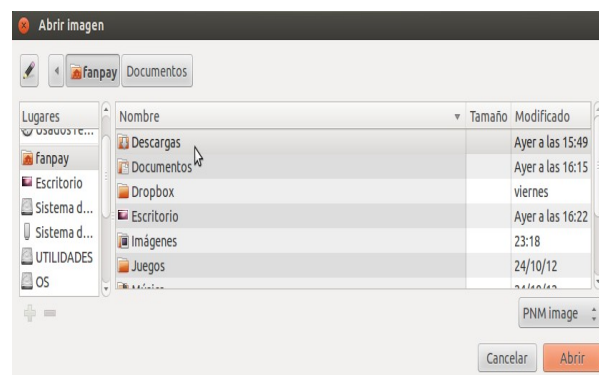 Abrir imagen
fanpay Documentos
Lugares
Nombre Tamaño Modificado
fanpay
Escritorio
Sistema d...
Sistema d...
UTILIDADES
OS
Descargas Ayer a las 15:49
Documentos Ayer a las 16:15
Dropbox viernes
Escritorio Ayer a las 16:22
Imágenes 23:18
Juegos 24/10/12
PNM image
Cancelar Abrir